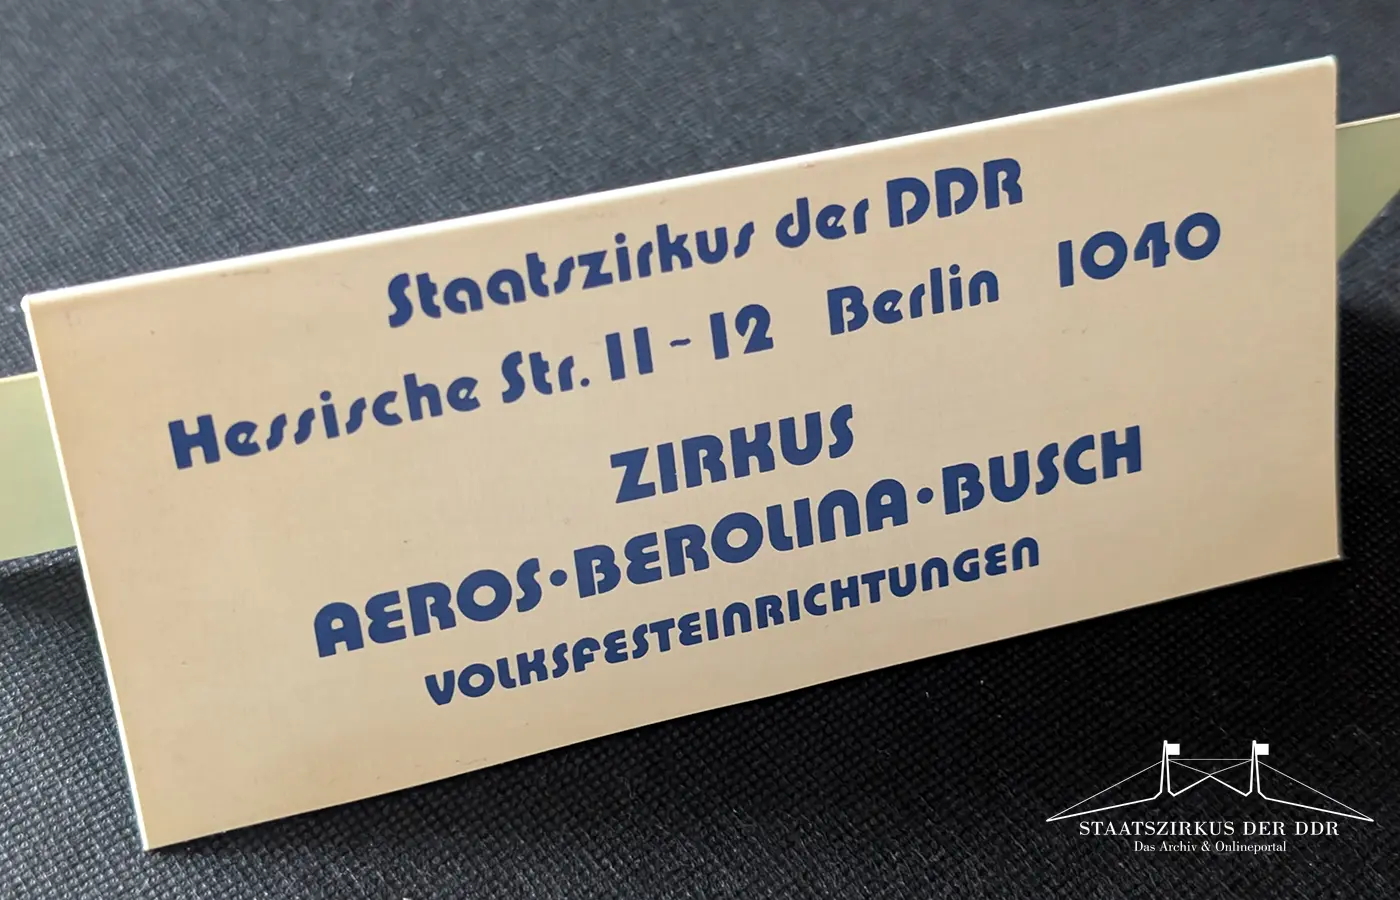 Staatszirkus der DDR
Hessische Str. 11~12 Berlin 1040
ZIRKUS
AEROS·BEROLINA·BUSCH
VOLKSFESTEINRICHTUNGEN
STAATSZIRKUS DER DDR
Das Archiv & Onlineportal